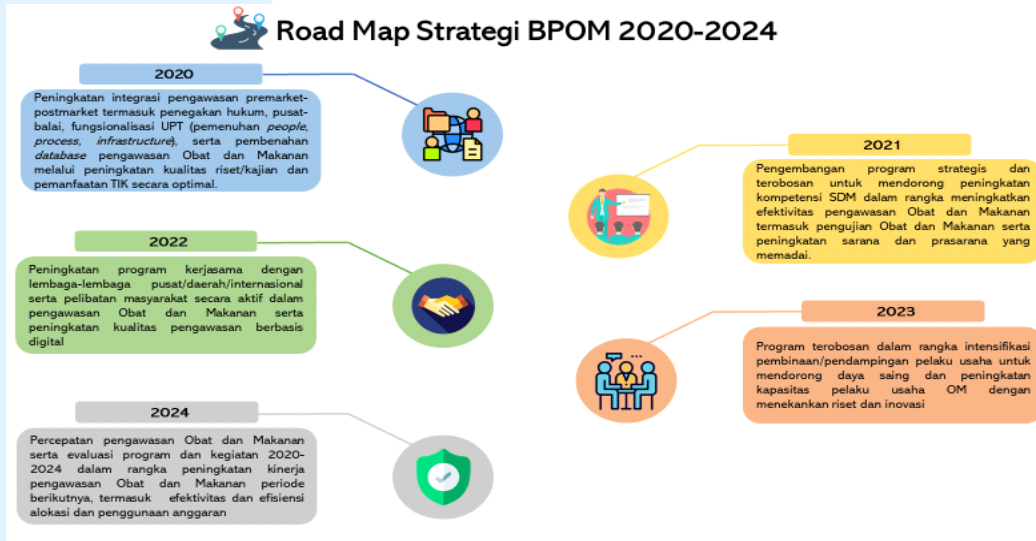 Road Map Strategi BPOM 2020-2024
2020
Peningkatan integrasi pengawasan premarket-
postmarket termasuk penegakan hukum, pusat-
balai, fungsionalisasi UPT (pemenuhan people,
process, infrastructure), serta pembenahan
database pengawasan Obat dan Makanan
melalui peningkatan kualitas riset/kajian dan
pemanfaatan TIK secara optimal.
2021
Pengembangan program strategis dan
terobosan untuk mendorong peningkatan
kompetensi SDM dalam rangka meningkatkan
efektivitas pengawasan Obat dan Makanan
termasuk pengujian Obat dan Makanan serta
peningkatan sarana dan prasarana yang
memadai.
2022
Peningkatan program kerjasama dengan
lembaga-lembaga pusat/daerah/internasional
serta pelibatan masyarakat secara aktif dalam
pengawasan Obat dan Makanan serta
peningkatan kualitas pengawasan berbasis
digital
2023
Program terobosan dalam rangka intensifikasi
pembinaan/pendampingan pelaku usaha untuk
mendorong daya saing dan peningkatan
kapasitas pelaku usaha OM dengan
menekankan riset dan inovasi
2024
Percepatan pengawasan Obat dan Makanan
serta evaluasi program dan kegiatan 2020-
2024 dalam rangka peningkatan kinerja
pengawasan Obat dan Makanan periode
berikutnya, termasuk efektivitas dan efisiensi
alokasi dan penggunaan anggaran